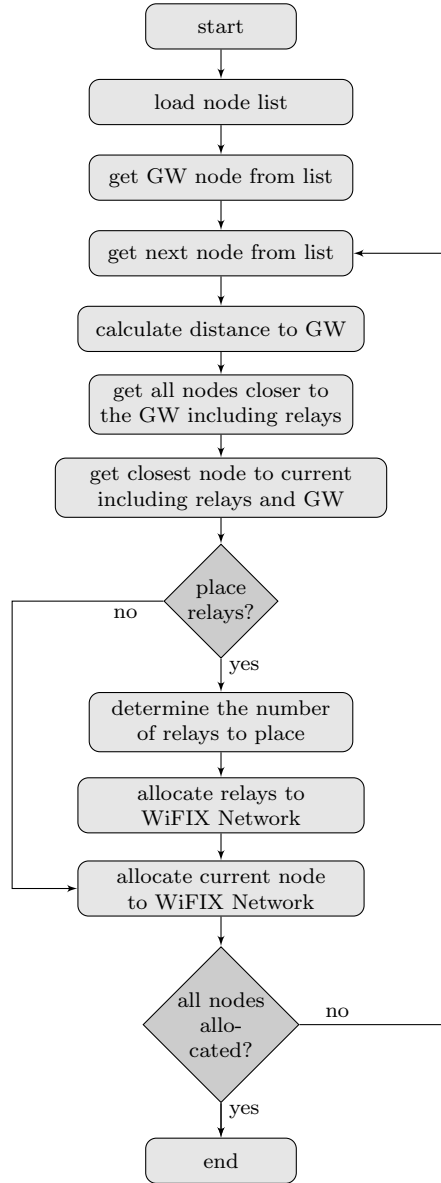 start
load node list
get GW node from list
get next node from list
calculate distance to GW
get all nodes closer to
the GW including relays
get closest node to current
including relays and GW
place
relays?
no
yes
determine the number
of relays to place
allocate relays to
WiFIX Network
allocate current node
to WiFIX Network
all nodes
allo-
cated?
no
yes
end